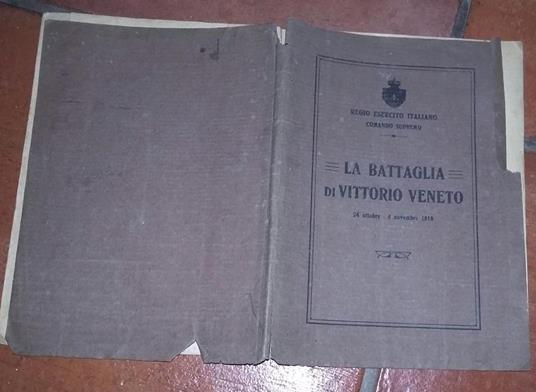 REGIO ESERCITO ITALIANO
COMANDO SUPREMO
LA BATTAGLIA
DI VITTORIO VENETO
24 ottobre - 4 novembre 1918